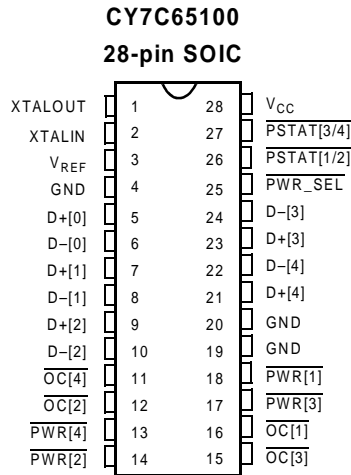 CY7C65100
28-pin SOIC
XTALOUT 1 28 VCC
XTALIN 2 27 PSTAT[3/4]
VREF 3 26 PSTAT[1/2]
GND 4 25 PWR_SEL
D+[0] 5 24 D–[3]
D–[0] 6 23 D+[3]
D+[1] 7 22 D–[4]
D–[1] 8 21 D+[4]
D+[2] 9 20 GND
D–[2] 10 19 GND
OC[4] 11 18 PWR[1]
OC[2] 12 17 PWR[3]
PWR[4] 13 16 OC[1]
PWR[2] 14 15 OC[3]